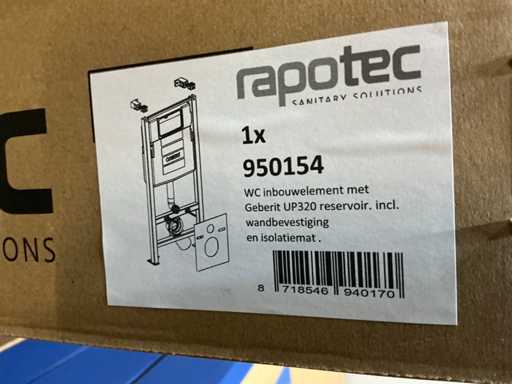 rapotec
SANITARY SOLUTIONS
1x
950154
WC inbouwelement met
Geberit UP320 reservoir. incl.
wandbevestiging
en isolatiemat .
8 718546 940170
GEBERIT
C
ONS